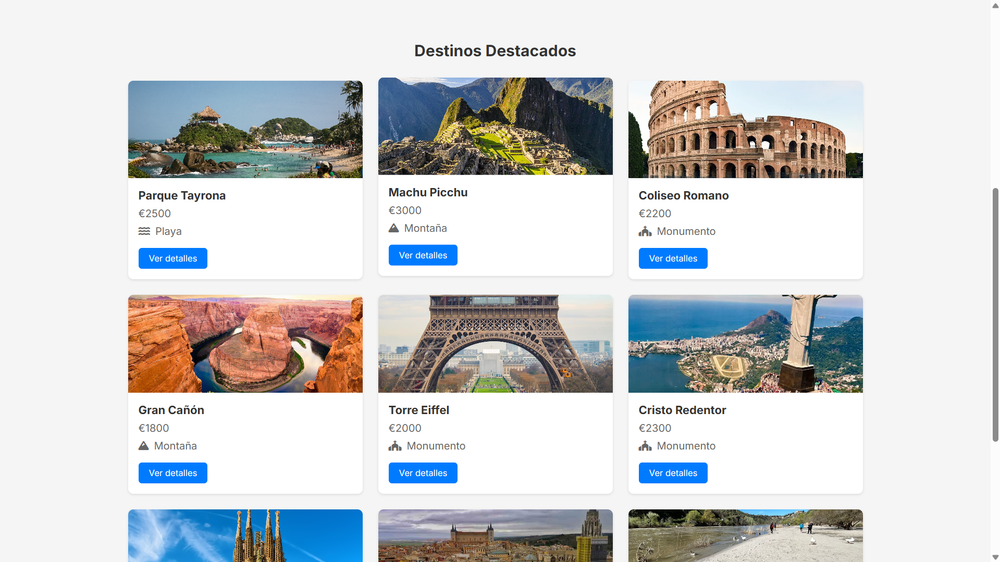 Destinos Destacados
Parque Tayrona
€2500
Playa
Ver detalles
Machu Picchu
€3000
Montaña
Ver detalles
Coliseo Romano
€2200
Monumento
Ver detalles
Gran Cañón
€1800
Montaña
Ver detalles
Torre Eiffel
€2000
Monumento
Ver detalles
Cristo Redentor
€2300
Monumento
Ver detalles